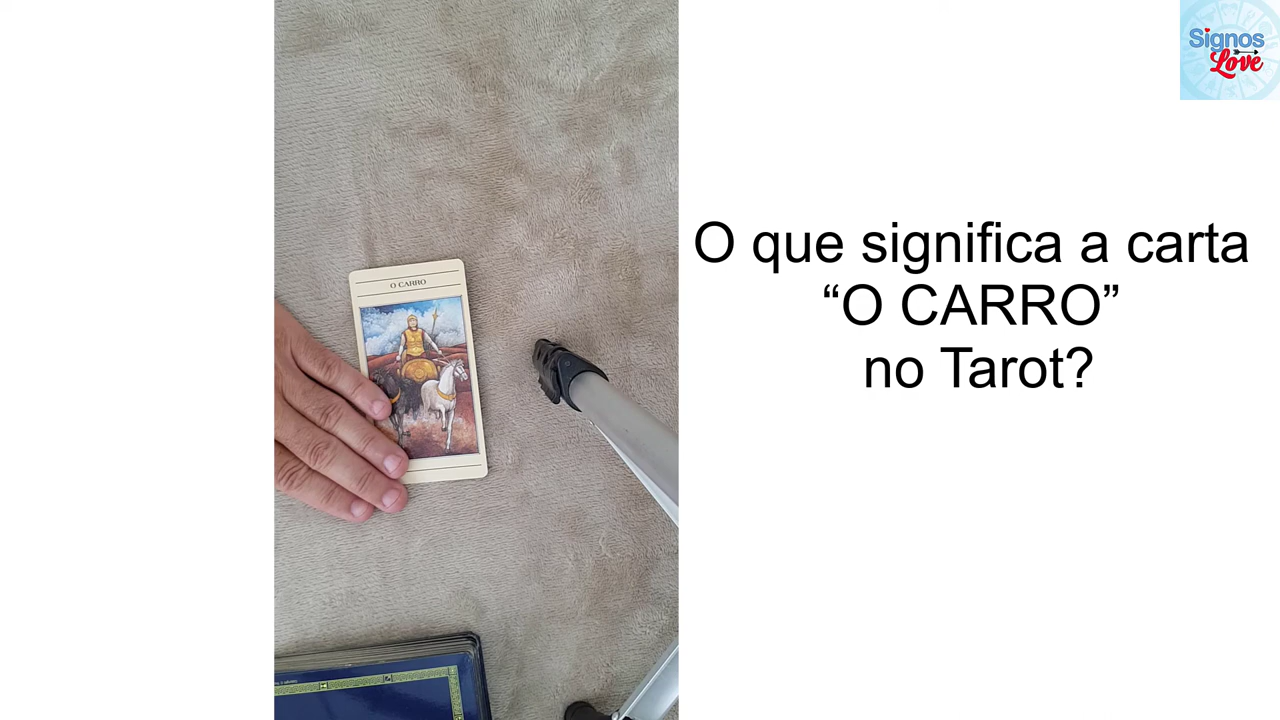 Signos
Love
O que significa a carta
“O CARRO”
no Tarot?
O CARRO